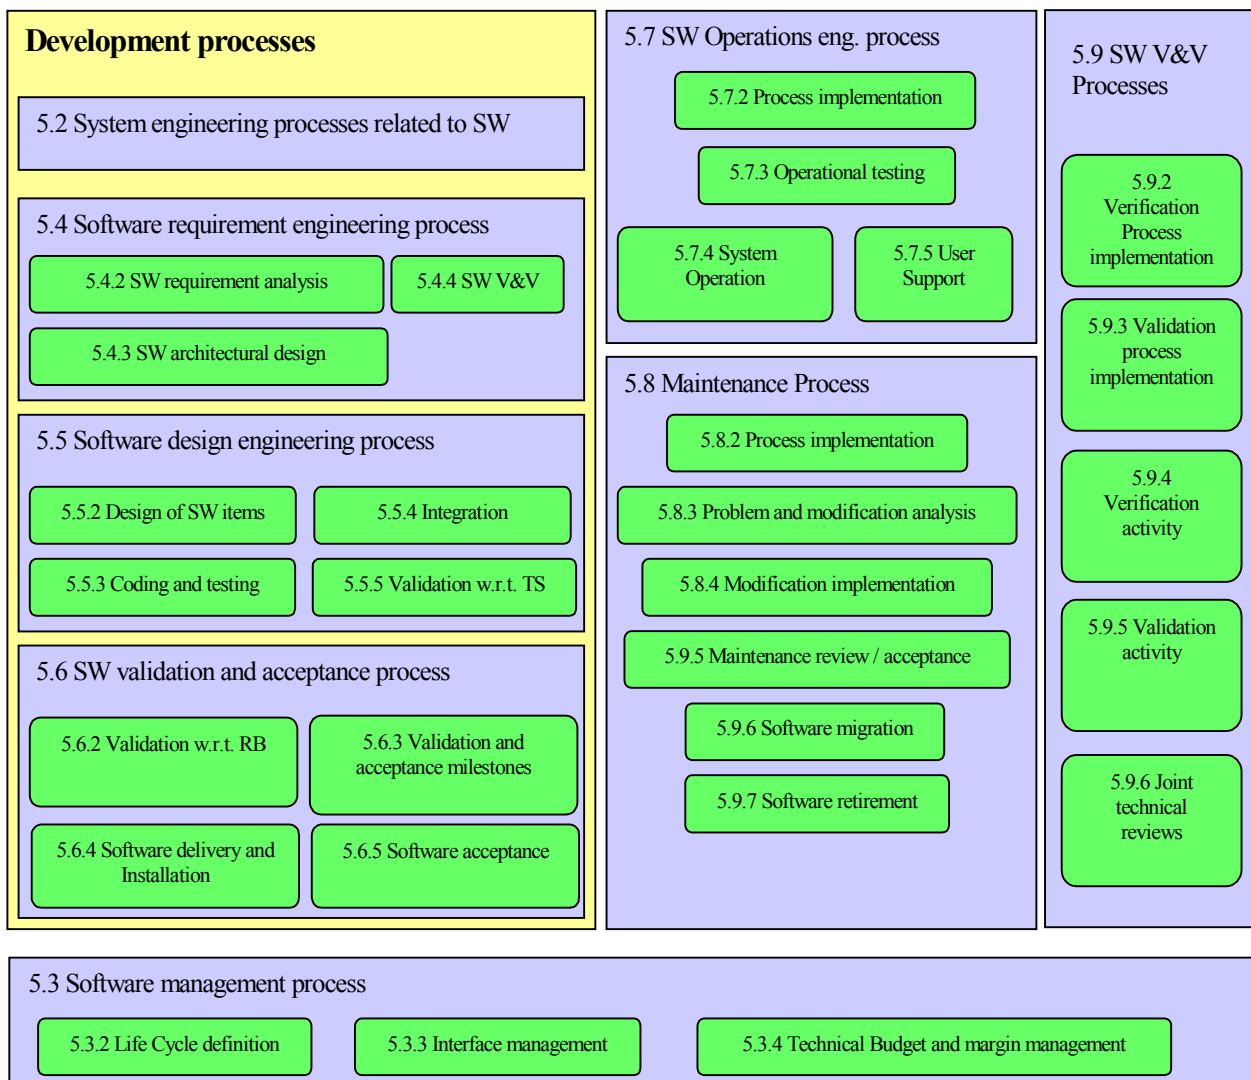 Development processes
5.2 System engineering processes related to SW
5.4 Software requirement engineering process
5.4.2 SW requirement analysis
5.4.4 SW V&V
5.4.3 SW architectural design
5.5 Software design engineering process
5.5.2 Design of SW items
5.5.4 Integration
5.5.3 Coding and testing
5.5.5 Validation w.r.t. TS
5.6 SW validation and acceptance process
5.6.2 Validation w.r.t. RB
5.6.3 Validation and
acceptance milestones
5.6.4 Software delivery and
Installation
5.6.5 Software acceptance
5.7 SW Operations eng. process
5.7.2 Process implementation
5.7.3 Operational testing
5.7.4 System
Operation
5.7.5 User
Support
5.8 Maintenance Process
5.8.2 Process implementation
5.8.3 Problem and modification analysis
5.8.4 Modification implementation
5.9.5 Maintenance review / acceptance
5.9.6 Software migration
5.9.7 Software retirement
5.9 SW V&V
Processes
5.9.2
Verification
Process
implementation
5.9.3 Validation
process
implementation
5.9.4
Verification
activity
5.9.5 Validation
activity
5.9.6 Joint
technical
reviews
5.3 Software management process
5.3.2 Life Cycle definition
5.3.3 Interface management
5.3.4 Technical Budget and margin management